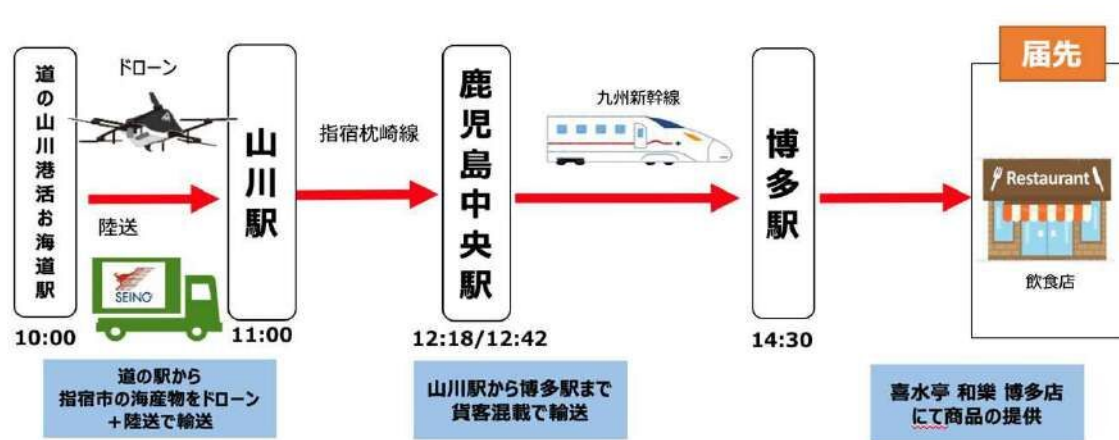 道の山川港活お海道駅
ドローン
陸送
SEINO
山川駅
指宿枕崎線
鹿児島中央駅
九州新幹線
博多駅
届先
Restaurant
飲食店
10:00
11:00
12:18/12:42
14:30
道の駅から
指宿市の海産物をドローン
+陸送で輸送
山川駅から博多駅まで
貨客混載で輸送
喜水亭 和樂 博多店
にて商品の提供